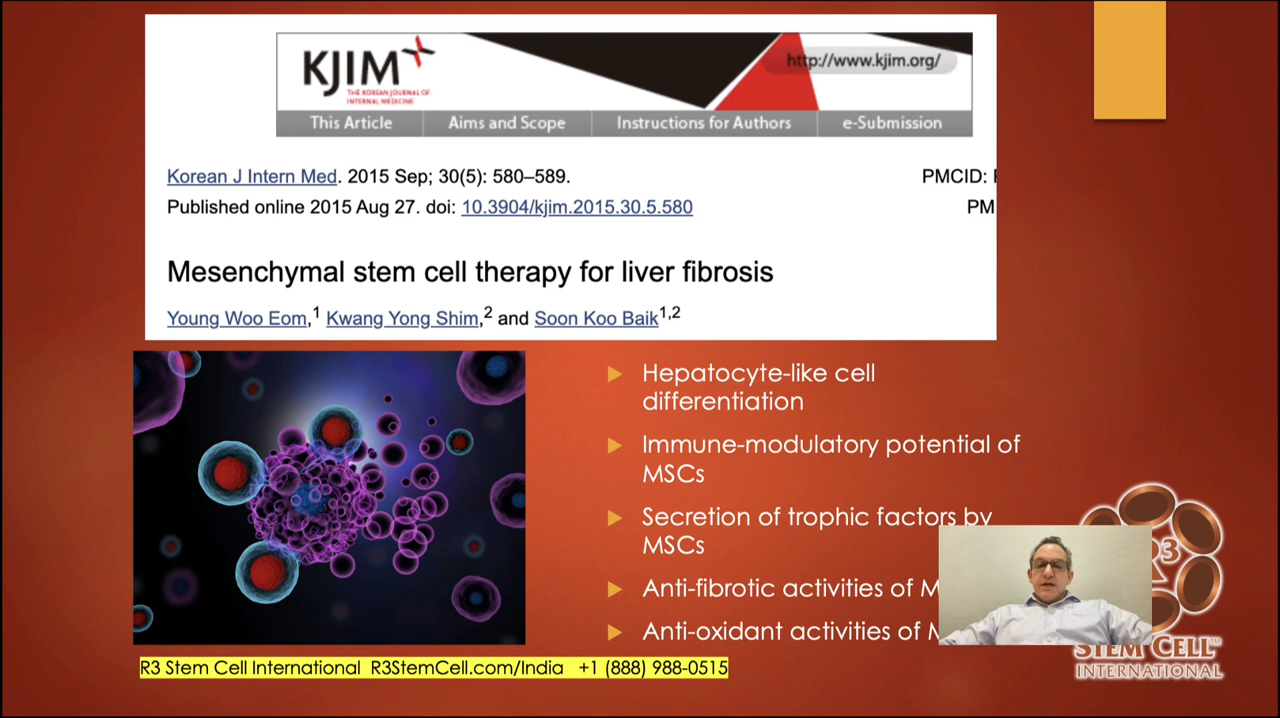 KJIM
THE KOREAN JOURNAL OF
INTERNAL MEDICINE
http://www.kjim.org/
This Article Aims and Scope Instructions for Authors e-Submission
Korean J Intern Med. 2015 Sep; 30(5): 580–589. PMCID:
Published online 2015 Aug 27. doi: 10.3904/kjim.2015.30.5.580 PM
Mesenchymal stem cell therapy for liver fibrosis
Young Woo Eom,1 Kwang Yong Shim,2 and Soon Koo Baik1,2
Hepatocyte-like cell
differentiation
Immune-modulatory potential of
MSCs
Secretion of trophic factors by
MSCs
Anti-fibrotic activities of M
Anti-oxidant activities of M
STEM CELL™
INTERNATIONAL
R3 Stem Cell International R3StemCell.com/India +1 (888) 988-0515